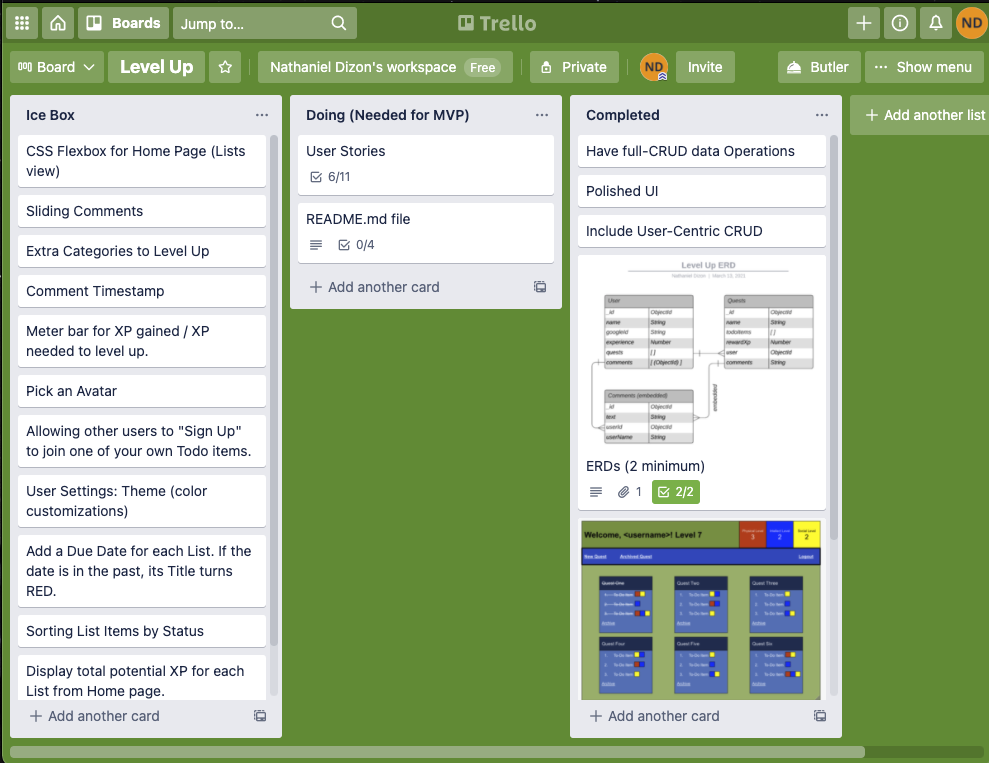 Boards
Jump to...
Trello
ND
Board
Level Up
Nathaniel Dizon's workspace
Free
Private
ND
Invite
Butler
Show menu
Ice Box
CSS Flexbox for Home Page (Lists
view)
Sliding Comments
Extra Categories to Level Up
Comment Timestamp
Meter bar for XP gained / XP
needed to level up.
Pick an Avatar
Allowing other users to "Sign Up"
to join one of your own Todo items.
User Settings: Theme (color
customizations)
Add a Due Date for each List. If the
date is in the past, its Title turns
RED.
Sorting List Items by Status
Display total potential XP for each
List from Home page.
Add another card
Doing (Needed for MVP)
User Stories
6/11
README.md file
0/4
Add another card
Completed
Have full-CRUD data Operations
Polished UI
Include User-Centric CRUD
Level Up ERD
User
_id ObjectId
name String
googleId String
experience Number
quests [ ]
comments [ (ObjectId) ]
Quests
_id ObjectId
name String
todoItems [ ]
rewardXp Number
user ObjectId
comments String
embedded
Comments (embedded)
_id ObjectId
text String
userId ObjectId
userName String
ERDs (2 minimum)
1
2/2
Welcome, <username>! Level 7
3
2
2
New Quest
Archived Quest
Logout
Quest One
Quest Two
Quest Three
Quest Four
Quest Five
Quest Six
Add another card
Add another list